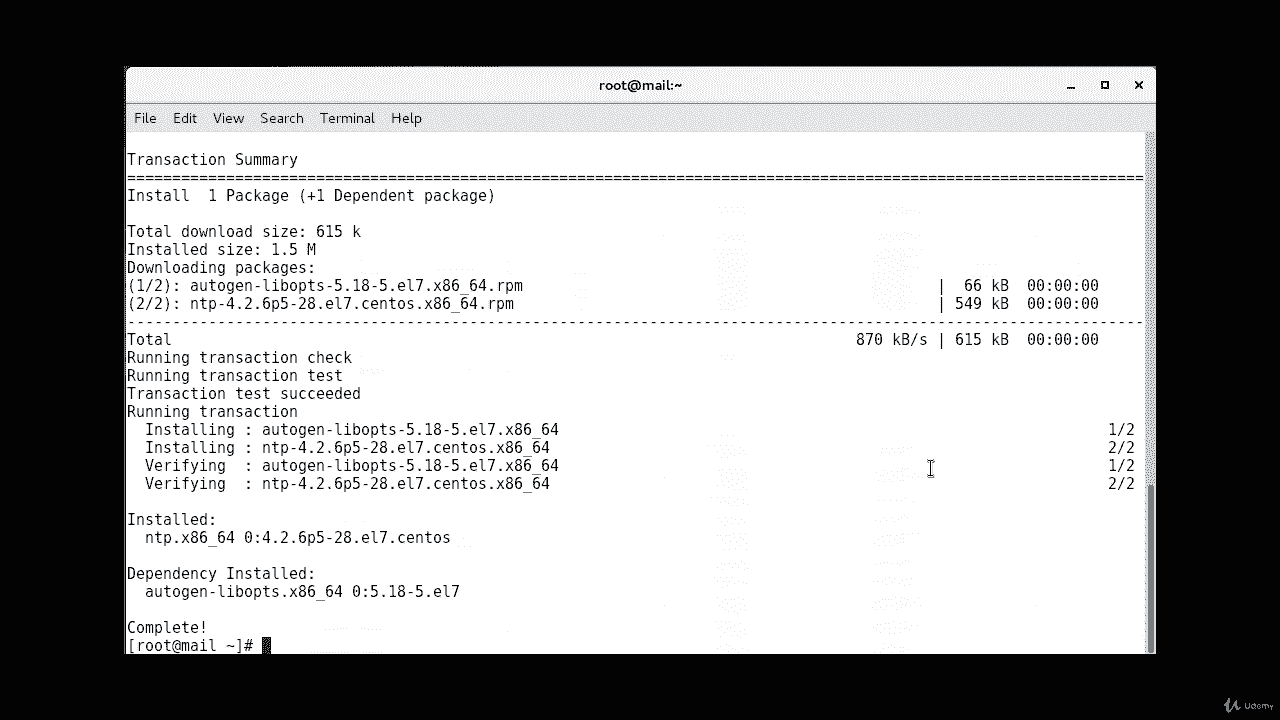 root@mail:~
File Edit View Search Terminal Help
Transaction Summary
================================================================================================================
Install  1 Package (+1 Dependent package)
Total download size: 615 k
Installed size: 1.5 M
Downloading packages:
(1/2): autogen-libopts-5.18-5.el7.x86_64.rpm | 66 kB 00:00:00
(2/2): ntp-4.2.6p5-28.el7.centos.x86_64.rpm | 549 kB 00:00:00
----------------------------------------------------------------------------------------------------------------
Total 870 kB/s | 615 kB 00:00:00
Running transaction check
Running transaction test
Transaction test succeeded
Running transaction
Installing : autogen-libopts-5.18-5.el7.x86_64 1/2
Installing : ntp-4.2.6p5-28.el7.centos.x86_64 2/2
Verifying  : autogen-libopts-5.18-5.el7.x86_64 1/2
Verifying  : ntp-4.2.6p5-28.el7.centos.x86_64 2/2
Installed:
ntp.x86_64 0:4.2.6p5-28.el7.centos
Dependency Installed:
autogen-libopts.x86_64 0:5.18-5.el7
Complete!
[root@mail ~]#
Udemy